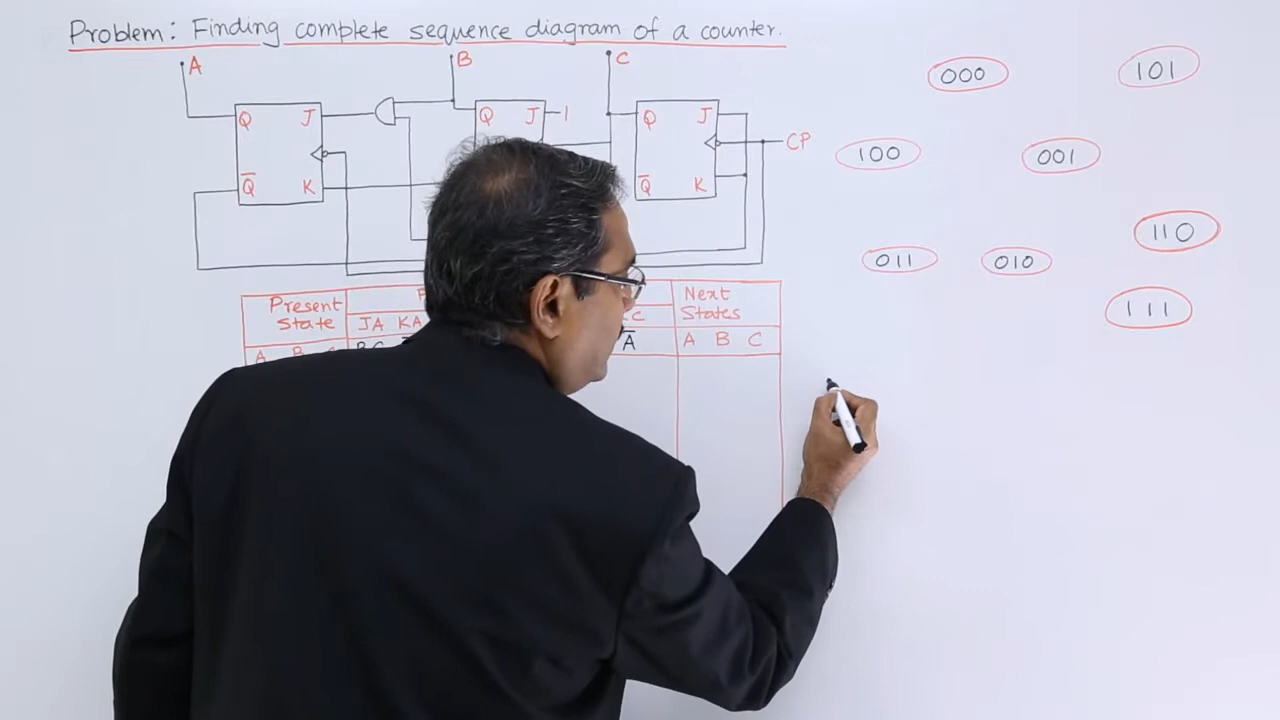 Problem: Finding complete sequence diagram of a counter.
A B C
Q J Q J 1 Q J CP
Q̅ K Q̅ K
000 101
100 001
110
011 010
111
Present State Next States
JA KA
A B C
A̅